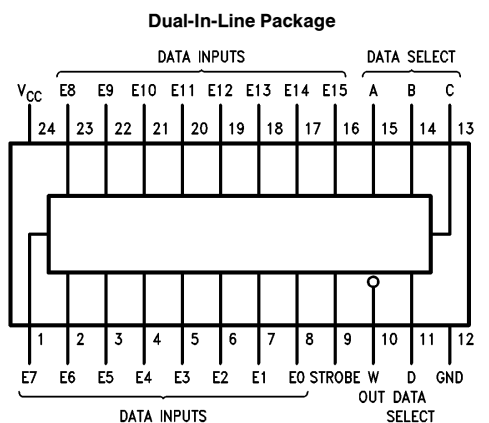 Dual-In-Line Package
DATA INPUTS DATA SELECT
VCC E8 E9 E10 E11 E12 E13 E14 E15 A B C
24 23 22 21 20 19 18 17 16 15 14 13
1 2 3 4 5 6 7 8 9 10 11 12
E7 E6 E5 E4 E3 E2 E1 E0 STROBE W D GND
OUT DATA
DATA INPUTS SELECT